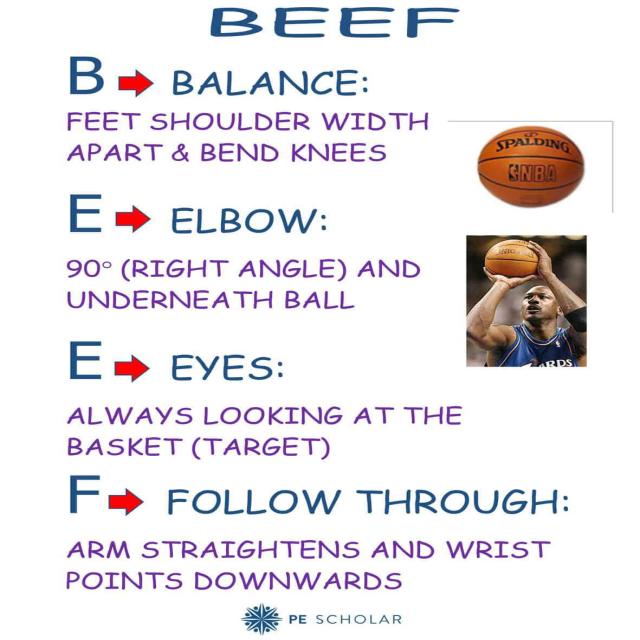 BEEF
B BALANCE:
FEET SHOULDER WIDTH
APART & BEND KNEES
SPALDING
NBA
E ELBOW:
90° (RIGHT ANGLE) AND
UNDERNEATH BALL
E EYES:
ALWAYS LOOKING AT THE
BASKET (TARGET)
F FOLLOW THROUGH:
ARM STRAIGHTENS AND WRIST
POINTS DOWNWARDS
PE SCHOLAR